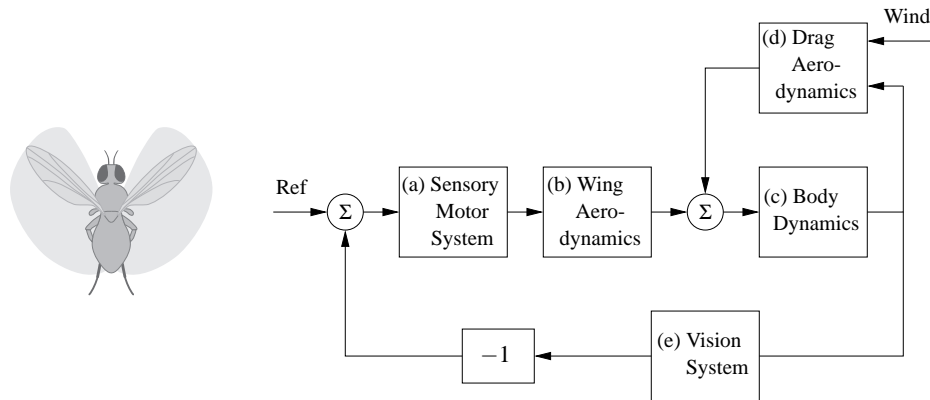 Wind
(d) Drag
Aero-
dynamics
Ref
Σ
(a) Sensory
Motor
System
(b) Wing
Aero-
dynamics
Σ
(c) Body
Dynamics
−1
(e) Vision
System